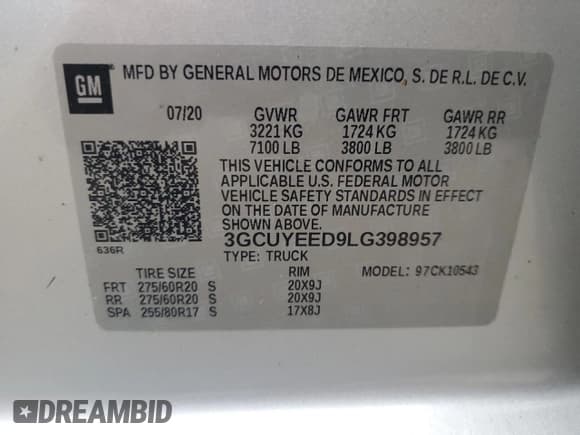 GM
MFD BY GENERAL MOTORS DE MEXICO, S. DE R.L. DE C.V.
07/20 GVWR GAWR FRT GAWR RR
3221 KG 1724 KG 1724 KG
7100 LB 3800 LB 3800 LB
THIS VEHICLE CONFORMS TO ALL
APPLICABLE U.S. FEDERAL MOTOR
VEHICLE SAFETY STANDARDS IN EFFECT
ON THE DATE OF MANUFACTURE
SHOWN ABOVE.
636R
3GCUYEED9LG398957
TYPE: TRUCK
TIRE SIZE RIM MODEL: 97CK10543
FRT 275/60R20 S 20X9J
RR 275/60R20 S 20X9J
SPA 255/80R17 S 17X8J
DREAMBID